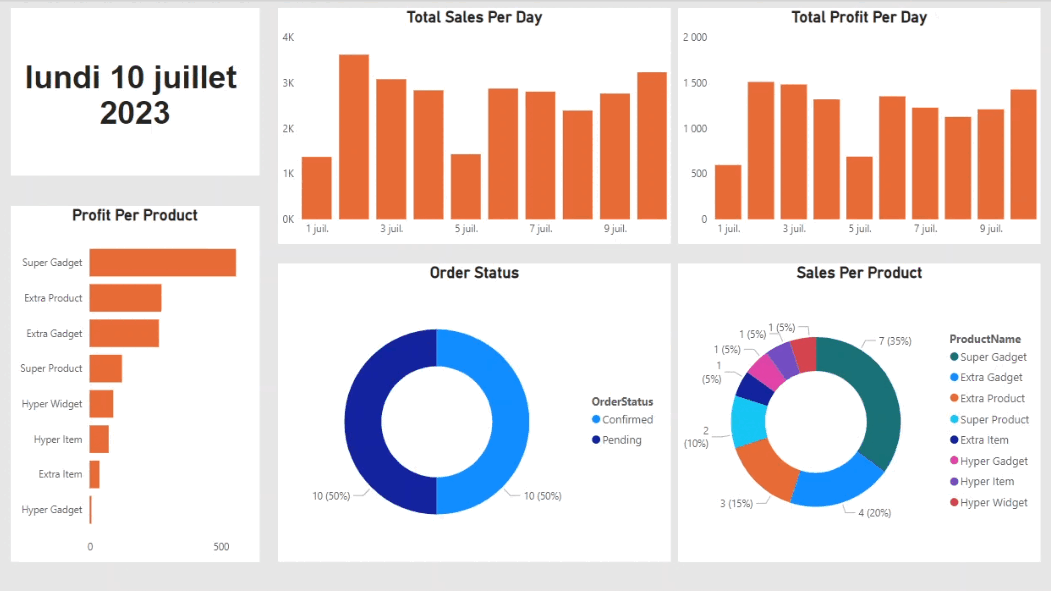 lundi 10 juillet
2023
Total Sales Per Day
4K
3K
2K
1K
0K
1 juil.
3 juil.
5 juil.
7 juil.
9 juil.
Total Profit Per Day
2 000
1 500
1 000
500
0
1 juil.
3 juil.
5 juil.
7 juil.
9 juil.
Profit Per Product
Super Gadget
Extra Product
Extra Gadget
Super Product
Hyper Widget
Hyper Item
Extra Item
Hyper Gadget
0
500
Order Status
10 (50%)
10 (50%)
OrderStatus
Confirmed
Pending
Sales Per Product
7 (35%)
4 (20%)
3 (15%)
2
(10%)
1
(5%)
1 (5%)
1 (5%)
1 (5%)
ProductName
Super Gadget
Extra Gadget
Extra Product
Super Product
Extra Item
Hyper Gadget
Hyper Item
Hyper Widget